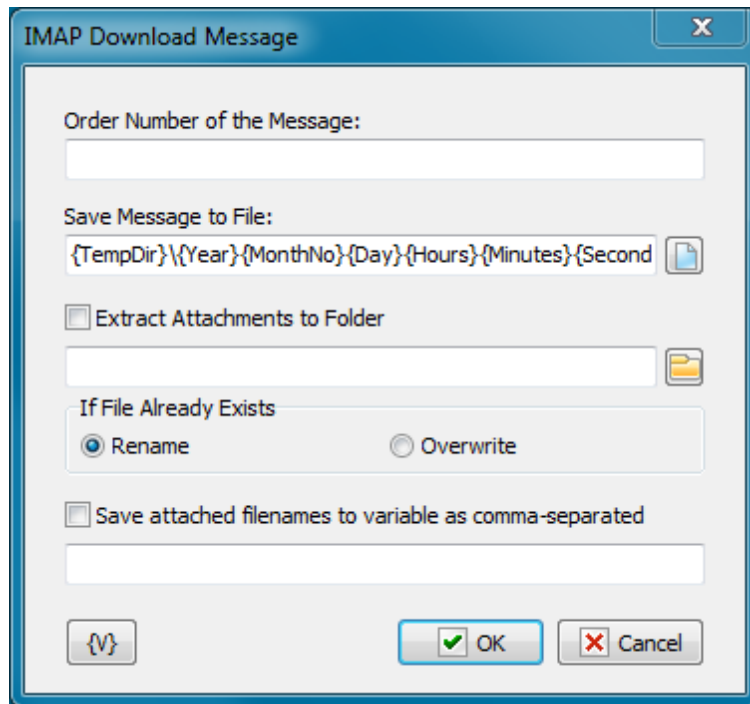 IMAP Download Message
X
Order Number of the Message:
Save Message to File:
{TempDir}\{Year}{MonthNo}{Day}{Hours}{Minutes}{Second
Extract Attachments to Folder
If File Already Exists
Rename Overwrite
Save attached filenames to variable as comma-separated
{V} OK Cancel